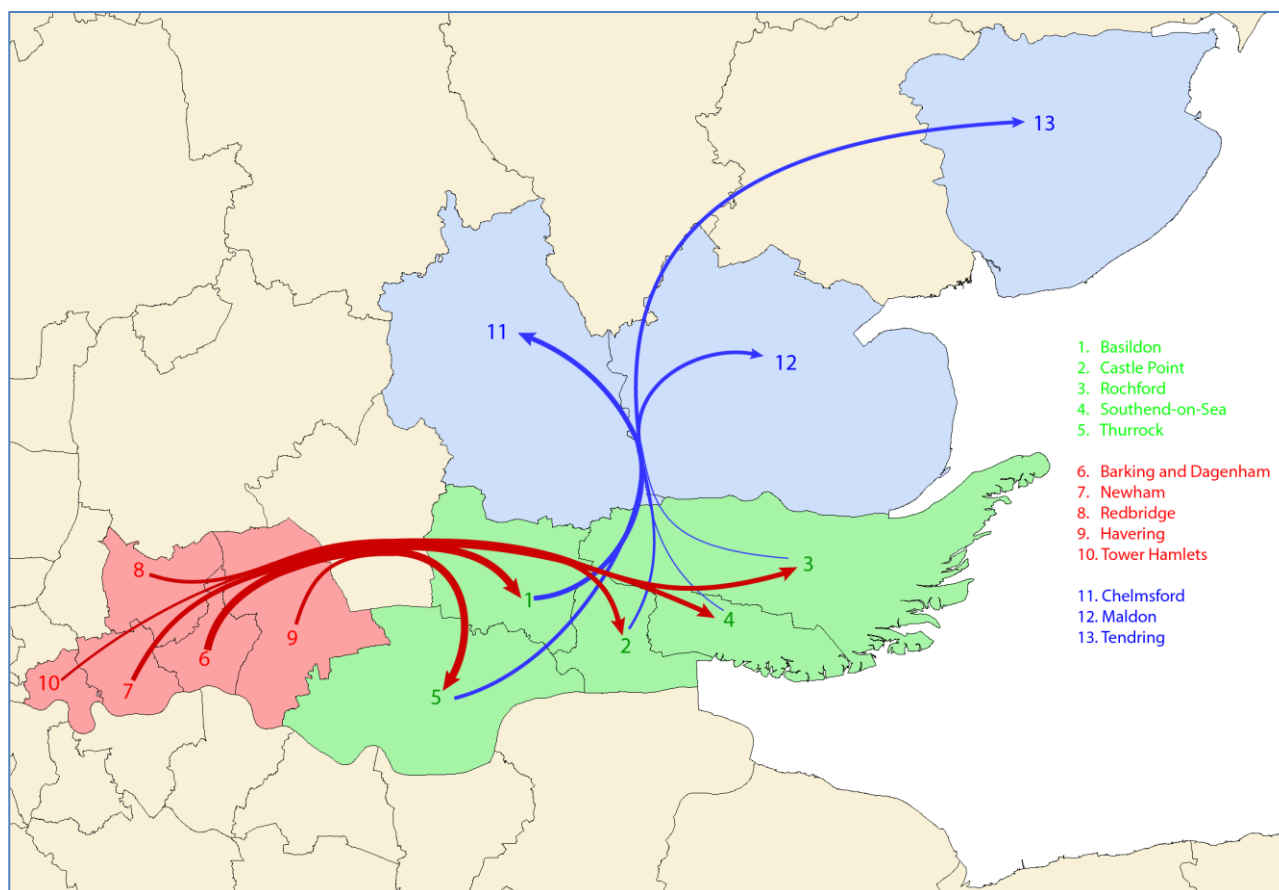 13
11
12
1. Basildon
2. Castle Point
3. Rochford
4. Southend-on-Sea
5. Thurrock
6. Barking and Dagenham
7. Newham
8. Redbridge
9. Havering
10. Tower Hamlets
11. Chelmsford
12. Maldon
13. Tendring
8
3
1
4
9
2
6
10
7
5